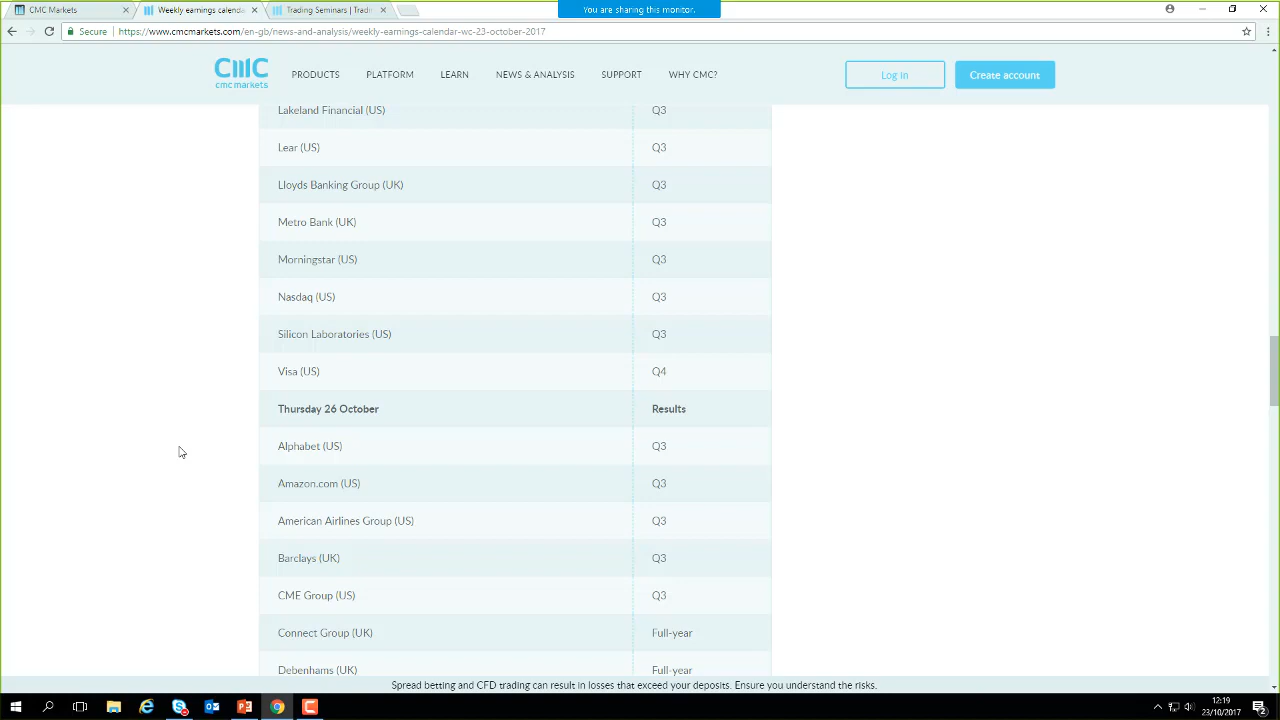 CMC Markets
Weekly earnings calenda
Trading Seminars | Tradi
You are sharing this monitor.
Secure
https://www.cmcmarkets.com/en-gb/news-and-analysis/weekly-earnings-calendar-wc-23-october-2017
cmc markets
PRODUCTS
PLATFORM
LEARN
NEWS & ANALYSIS
SUPPORT
WHY CMC?
Log in
Create account
Lakeland Financial (US) Q3
Lear (US) Q3
Lloyds Banking Group (UK) Q3
Metro Bank (UK) Q3
Morningstar (US) Q3
Nasdaq (US) Q3
Silicon Laboratories (US) Q3
Visa (US) Q4
Thursday 26 October Results
Alphabet (US) Q3
Amazon.com (US) Q3
American Airlines Group (US) Q3
Barclays (UK) Q3
CME Group (US) Q3
Connect Group (UK) Full-year
Debenhams (UK) Full-year
Spread betting and CFD trading can result in losses that exceed your deposits. Ensure you understand the risks.
12:19
23/10/2017
2